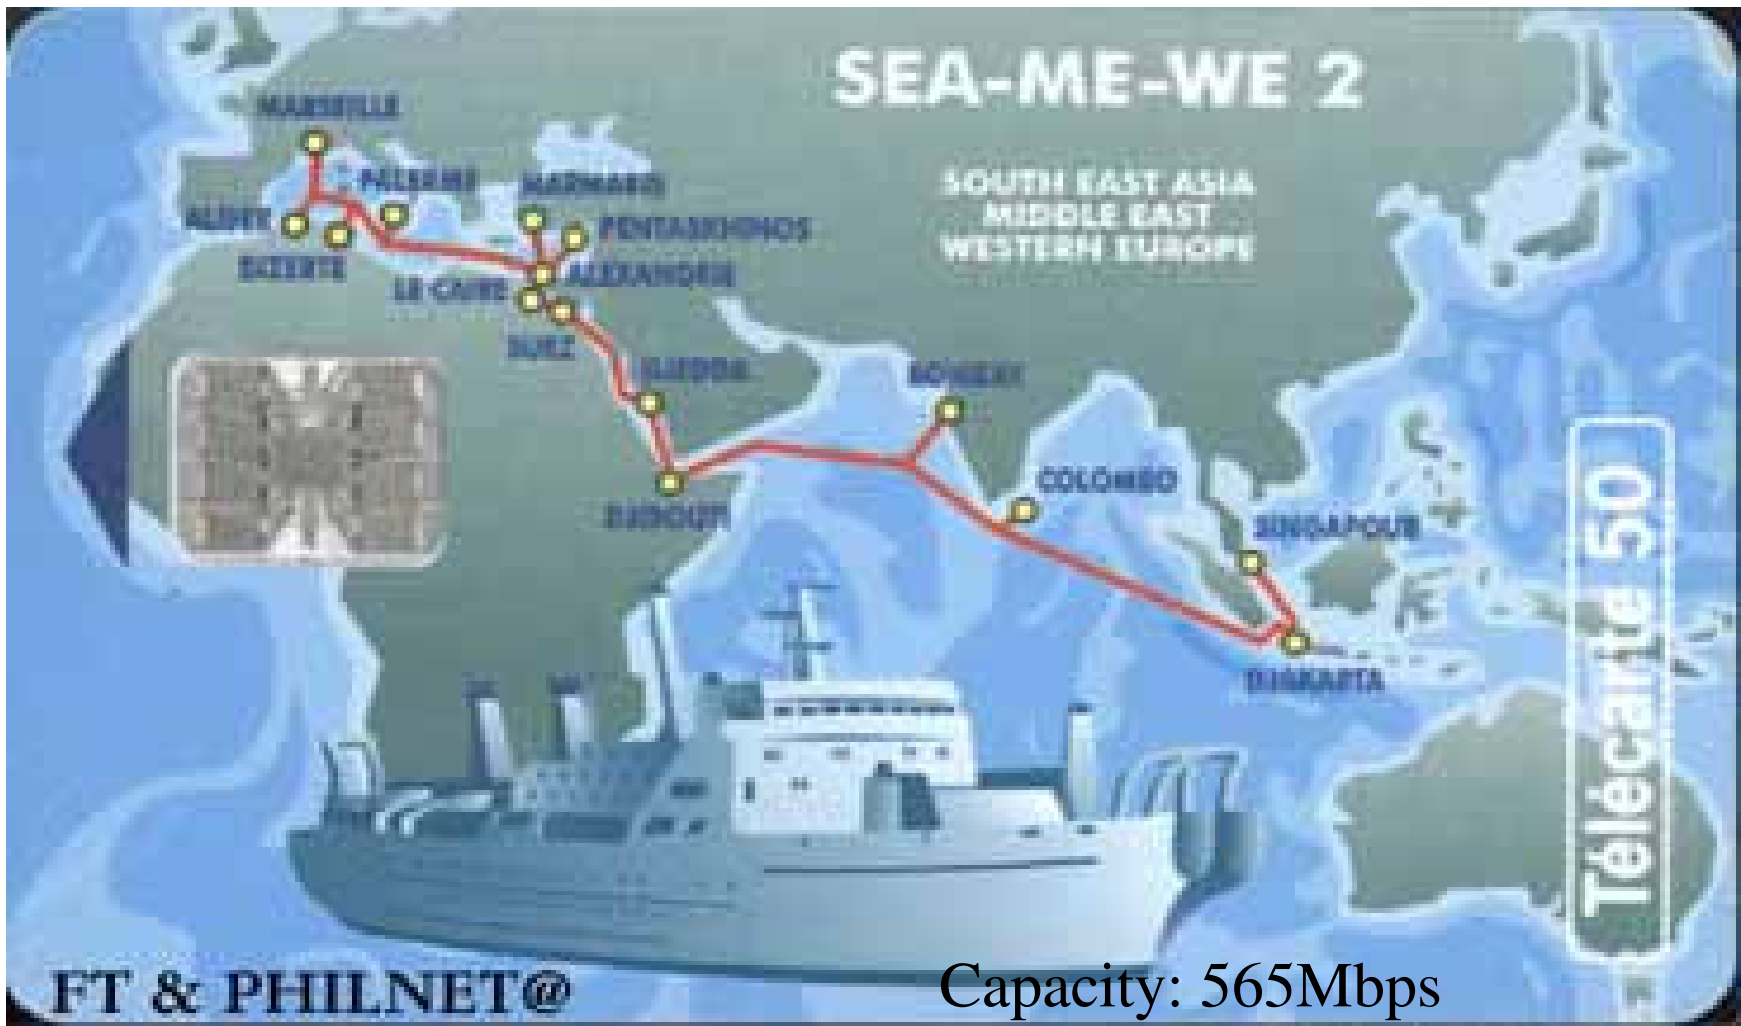 SEA-ME-WE 2
MARSEILLE
PALERME
MARMARIS
SOUTH EAST ASIA
MIDDLE EAST
WESTERN EUROPE
PENTASKHINOS
BIZERTE
ALEXANDRIE
LE CAIRE
SUEZ
DJEDDA
BOMBAY
COLOMBO
DJIBOUTI
SINGAPOUR
DJAKARTA
Télécarte 50
FT & PHILNET@
Capacity: 565Mbps